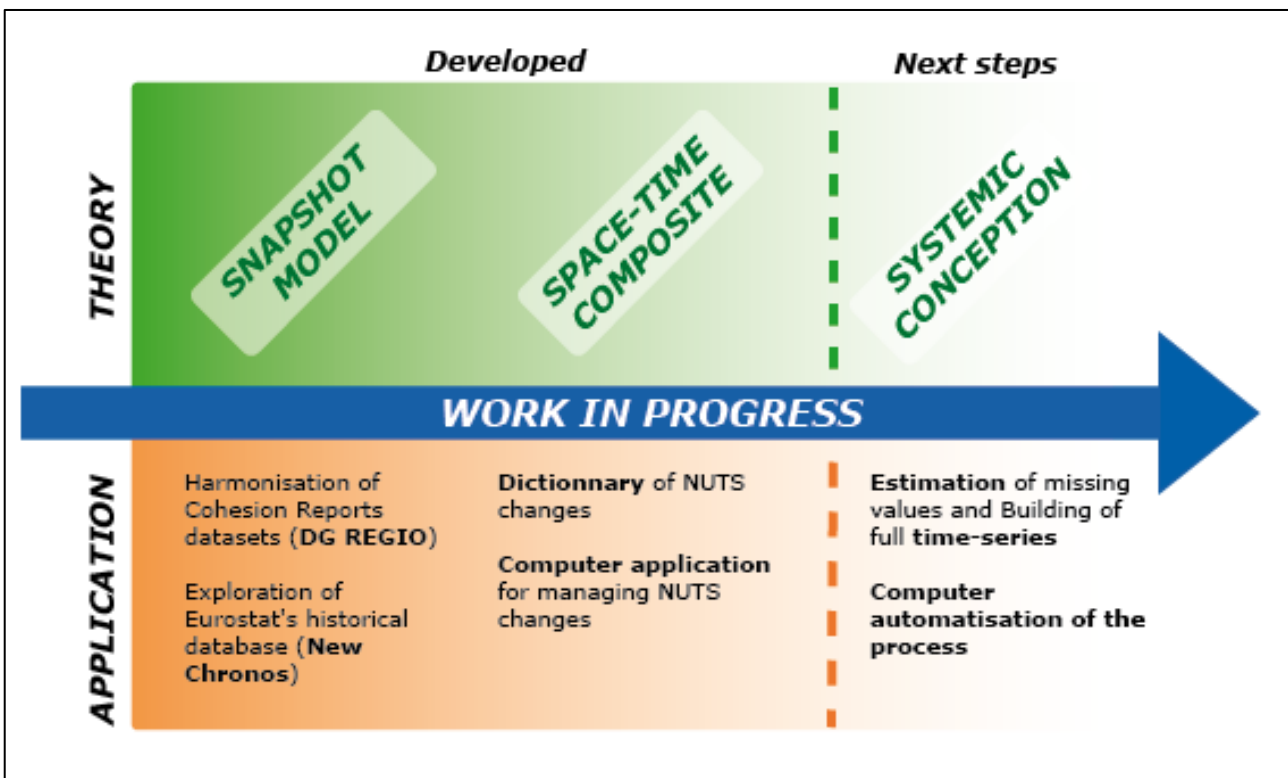 Developed
Next steps
THEORY
SNAPSHOT
MODEL
SPACE-TIME
COMPOSITE
SYSTEMIC
CONCEPTION
WORK IN PROGRESS
APPLICATION
Harmonisation of
Cohesion Reports
datasets (DG REGIO)
Exploration of
Eurostat's historical
database (New
Chronos)
Dictionnary of NUTS
changes
Computer application
for managing NUTS
changes
Estimation of missing
values and Building of
full time-series
Computer
automatisation of the
process